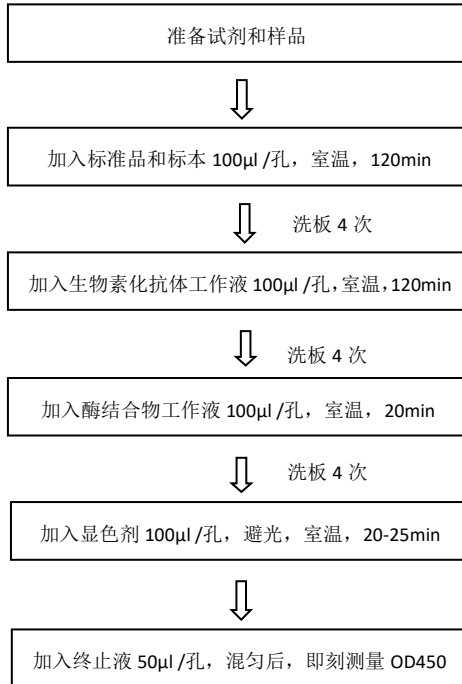 准备试剂和样品
加入标准品和标本 100μl /孔，室温，120min
洗板 4 次
加入生物素化抗体工作液 100μl /孔，室温，120min
洗板 4 次
加入酶结合物工作液 100μl /孔，室温，20min
洗板 4 次
加入显色剂 100μl /孔，避光，室温，20-25min
加入终止液 50μl /孔，混匀后，即刻测量 OD450